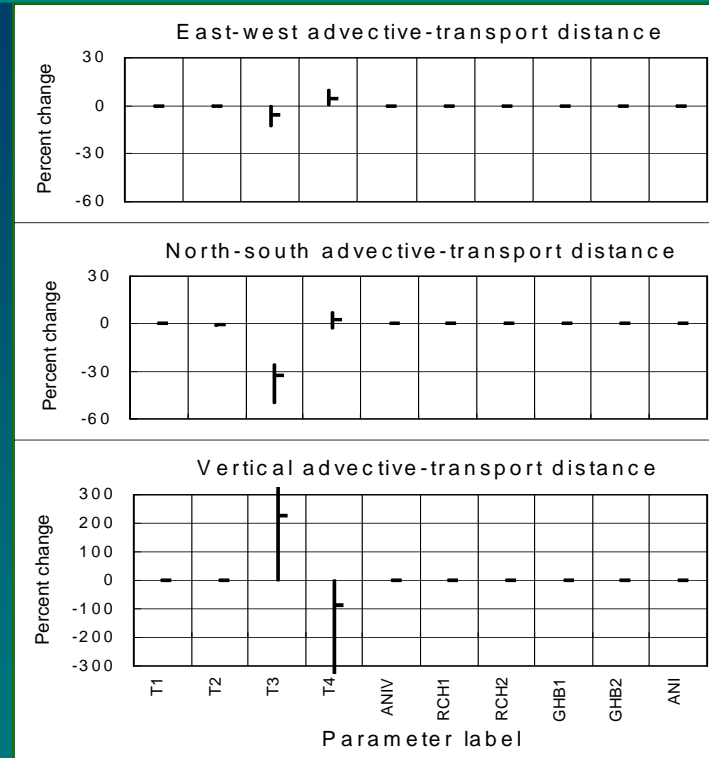 East-west advective-transport distance
Percent change
30
0
-30
-60
North-south advective-transport distance
Percent change
30
0
-30
-60
Vertical advective-transport distance
Percent change
300
200
100
0
-100
-200
-300
T1 T2 T3 T4 ANIV RCH1 RCH2 GHB1 GHB2 ANI
Parameter label